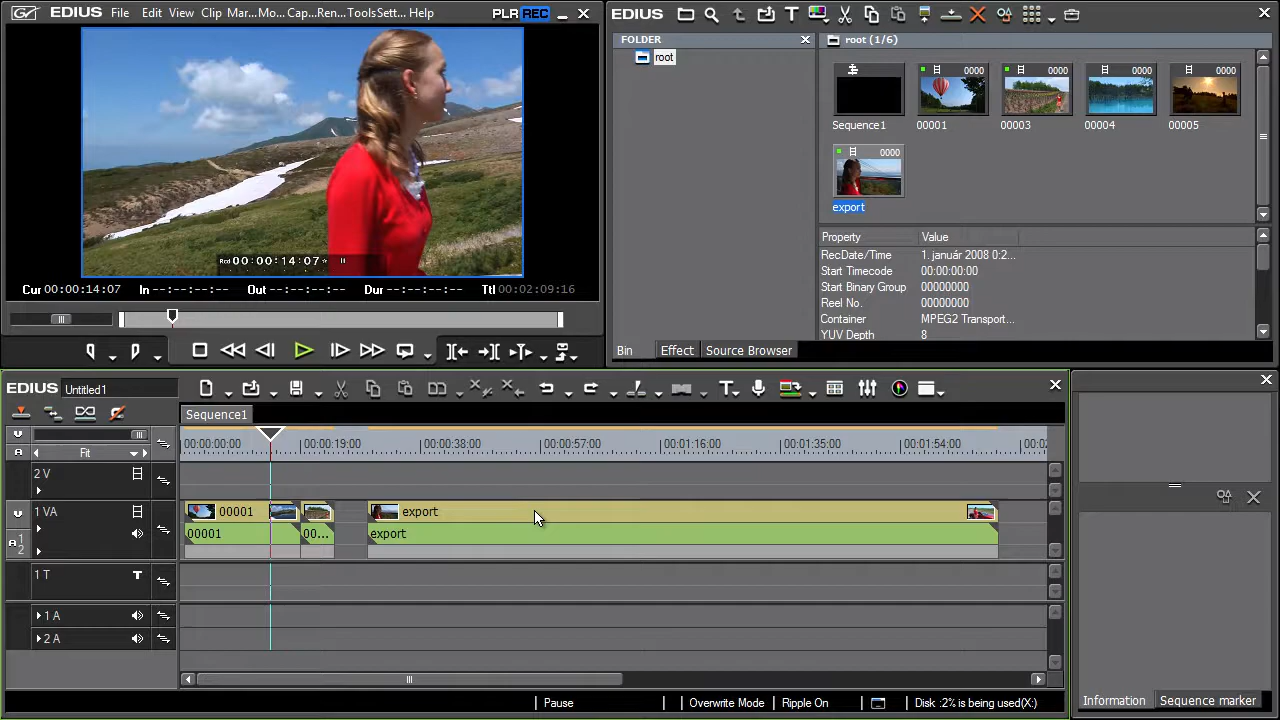 EDIUS File Edit View Clip Mar... Mo... Cap... Ren... Tools Sett... Help PLR REC
Rcd 00:00:14:07
Cur 00:00:14:07 In --:--:--:-- Out --:--:--:-- Dur --:--:--:-- Ttl 00:02:09:16
EDIUS
FOLDER
root
root (1/6)
0000 0000 0000 0000
Sequence1 00001 00003 00004 00005
0000
export
Property Value
RecDate/Time 1. január 2008 0:2...
Start Timecode 00:00:00:00
Start Binary Group 00000000
Reel No. 00000000
Container MPEG2 Transport...
YUV Depth 8
Bin Effect Source Browser
EDIUS Untitled1
Sequence1
00:00:00:00 00:00:19:00 00:00:38:00 00:00:57:00 00:01:16:00 00:01:35:00 00:01:54:00 00:02
Fit
2 V
1 VA 00001 export
00001 00... export
A 1 2
1 T T
1 A
2 A
Pause Overwrite Mode Ripple On Disk :2% is being used(X:)
Information Sequence marker